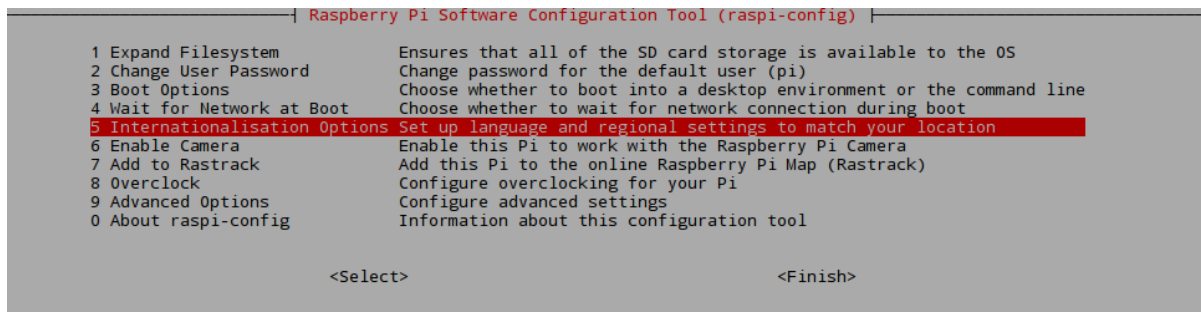 Raspberry Pi Software Configuration Tool (raspi-config)
1 Expand Filesystem Ensures that all of the SD card storage is available to the OS
2 Change User Password Change password for the default user (pi)
3 Boot Options Choose whether to boot into a desktop environment or the command line
4 Wait for Network at Boot Choose whether to wait for network connection during boot
5 Internationalisation Options Set up language and regional settings to match your location
6 Enable Camera Enable this Pi to work with the Raspberry Pi Camera
7 Add to Rastrack Add this Pi to the online Raspberry Pi Map (Rastrack)
8 Overclock Configure overclocking for your Pi
9 Advanced Options Configure advanced settings
0 About raspi-config Information about this configuration tool
<Select> <Finish>